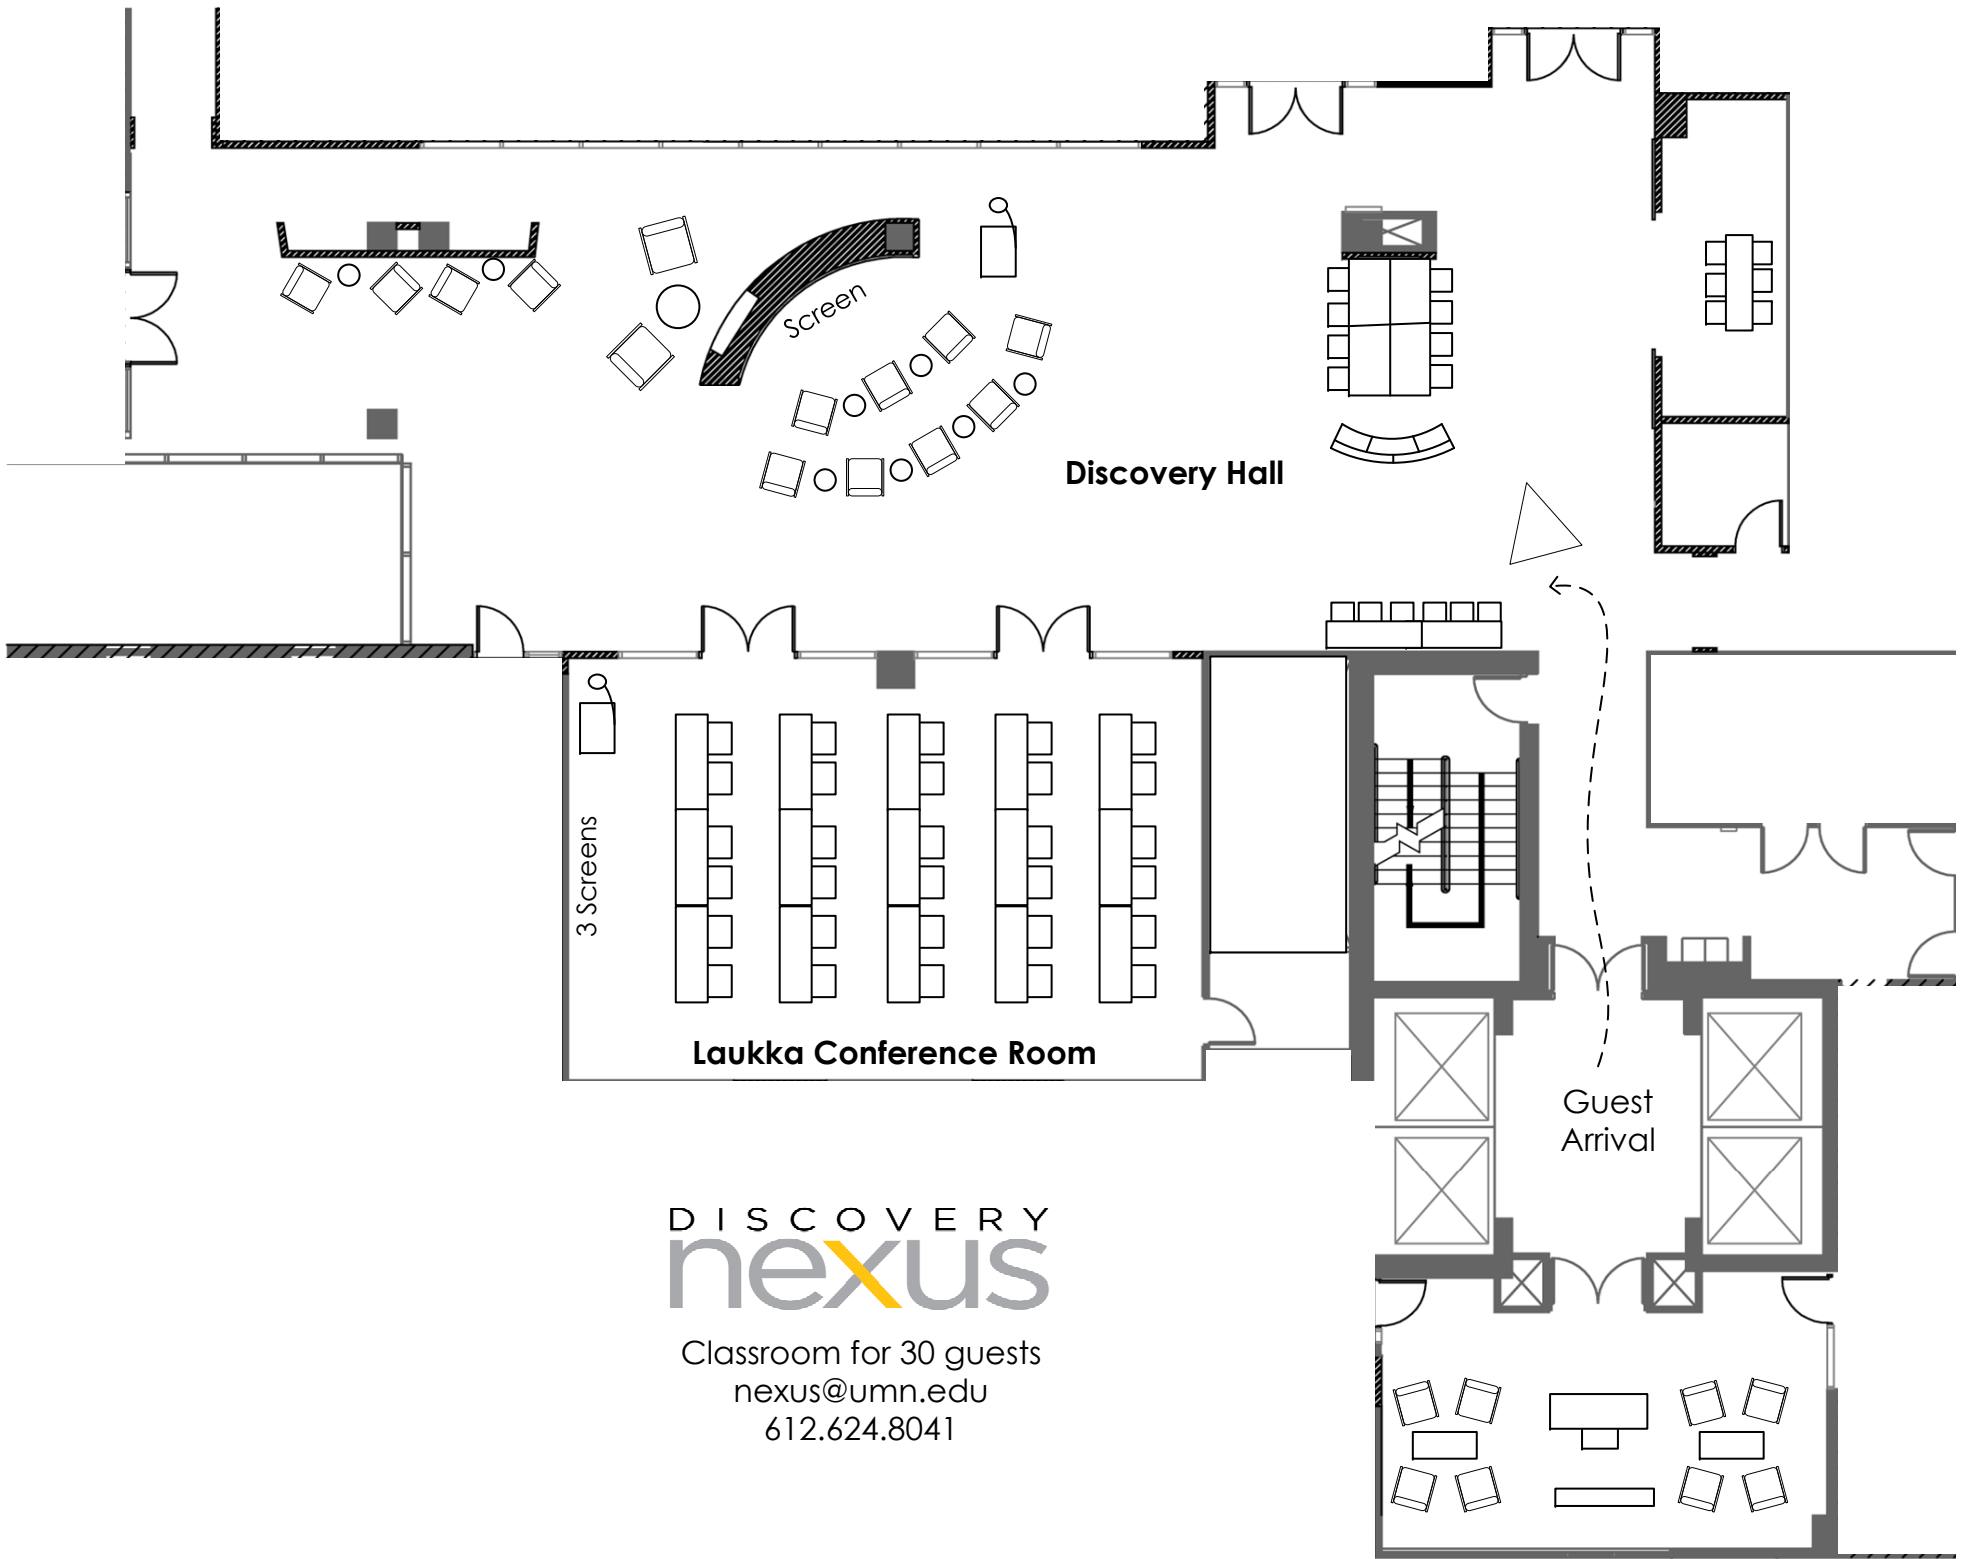 Screen
Discovery Hall
3 Screens
Laukka Conference Room
Guest
Arrival
DISCOVERY
nexus
Classroom for 30 guests
nexus@umn.edu
612.624.8041